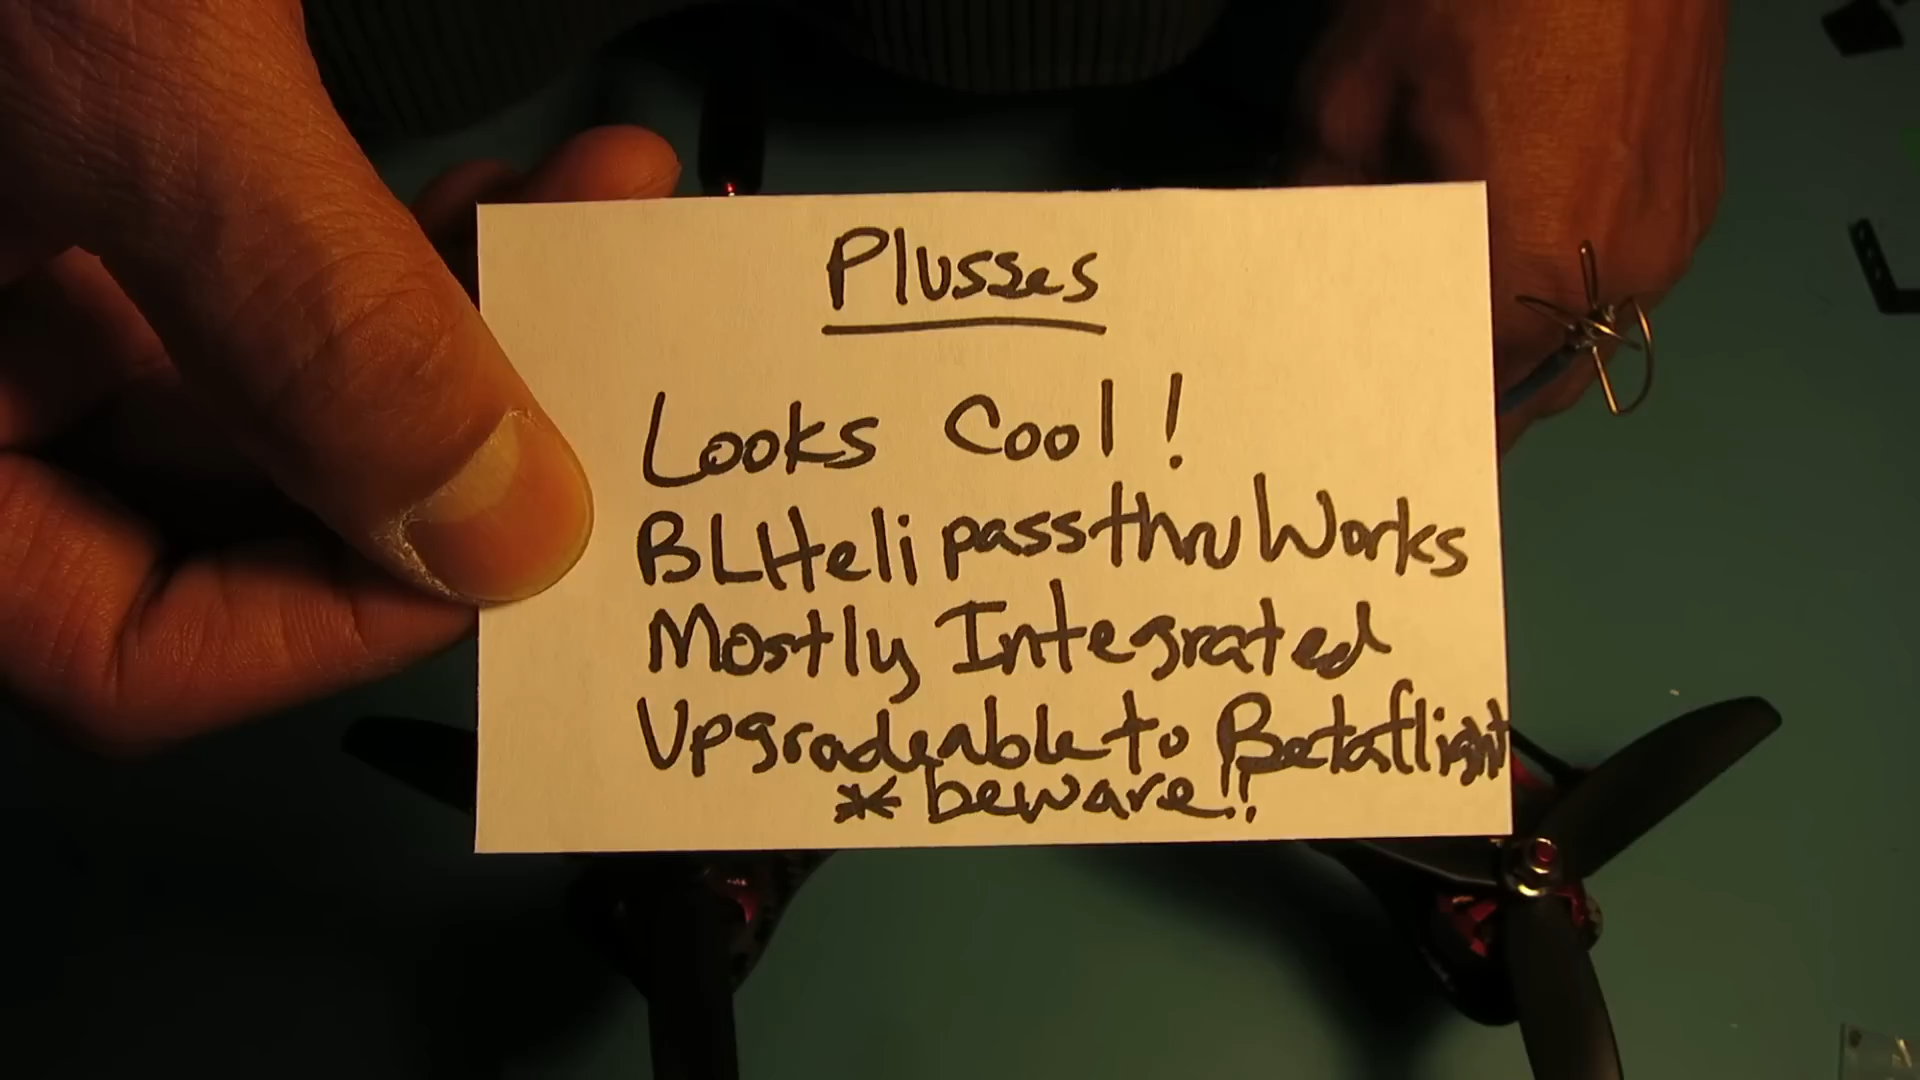 Plusses
Looks Cool!
BLHeli passthru Works
Mostly Integrated
Upgradeable to Betaflight
* beware!!